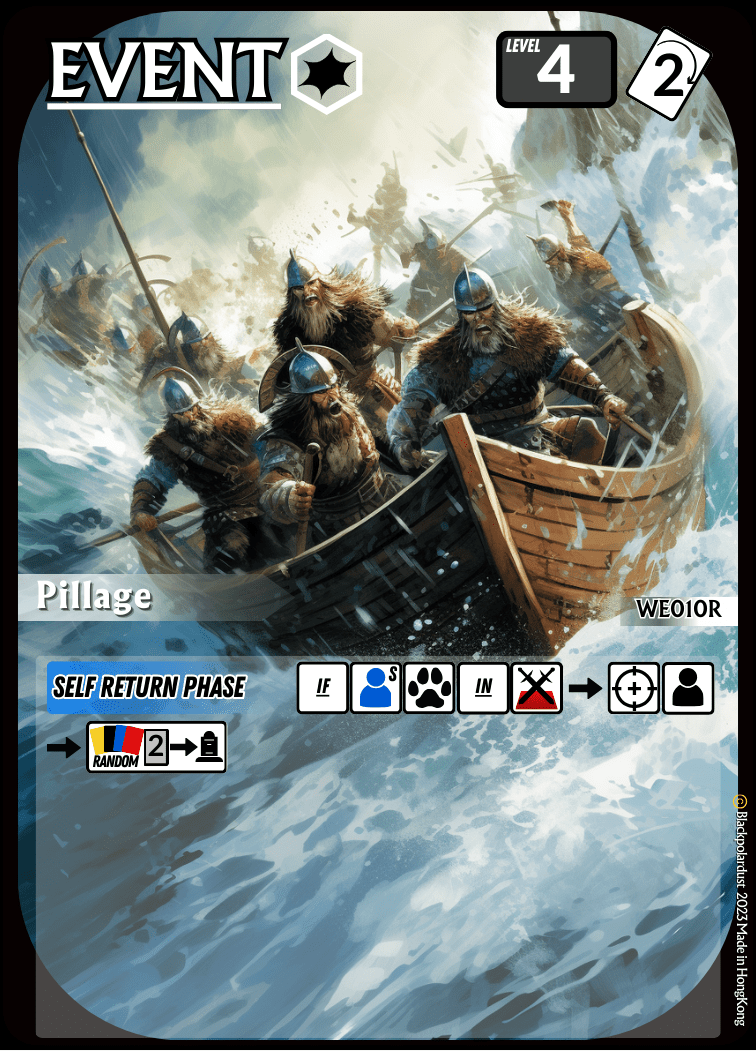 EVENT
LEVEL
4
2
Pillage
WE010R
SELF RETURN PHASE
IF
S
IN
RANDOM
2
© Blackpolardust 2023 Made in HongKong